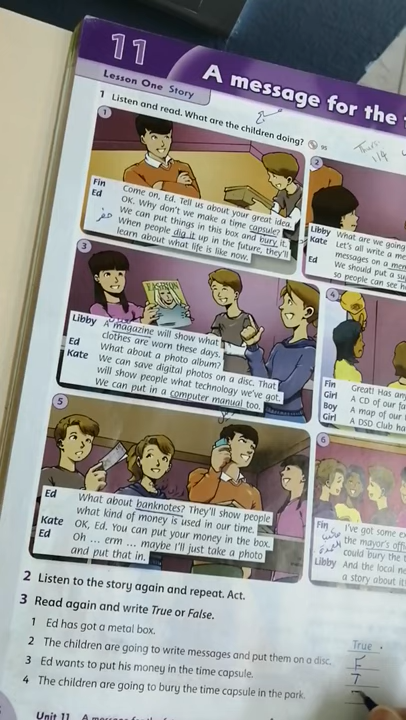 11
Lesson One Story
A message for the
1 Listen and read. What are the children doing?
95
1
Fin Come on, Ed. Tell us about your great idea.
Ed OK. Why don't we make a time capsule?
We can put things in this box and bury it.
When people dig it up in the future, they'll
learn about what life is like now.
حفر
2
Libby What are we going
Kate Let's all write a me
messages on a mem
Ed We should put a su
so people can see h
3
FASHION
Libby A magazine will show what
clothes are worn these days.
Ed What about a photo album?
Kate We can save digital photos on a disc. That
will show people what technology we've got.
We can put in a computer manual too.
4
Fin Great! Has any
Girl A CD of our fa
Boy A map of our
Girl A DSD Club ha
5
Ed What about banknotes? They'll show people
what kind of money is used in our time.
Kate OK, Ed. You can put your money in the box.
Ed Oh ... erm ... maybe I'll just take a photo
and put that in.
6
Fin I've got some ex
the mayor's offi
could bury the t
Libby And the local ne
a story about it
2 Listen to the story again and repeat. Act.
3 Read again and write True or False.
1 Ed has got a metal box.
True
2 The children are going to write messages and put them on a disc.
F
3 Ed wants to put his money in the time capsule.
T
4 The children are going to bury the time capsule in the park.
Unit 11